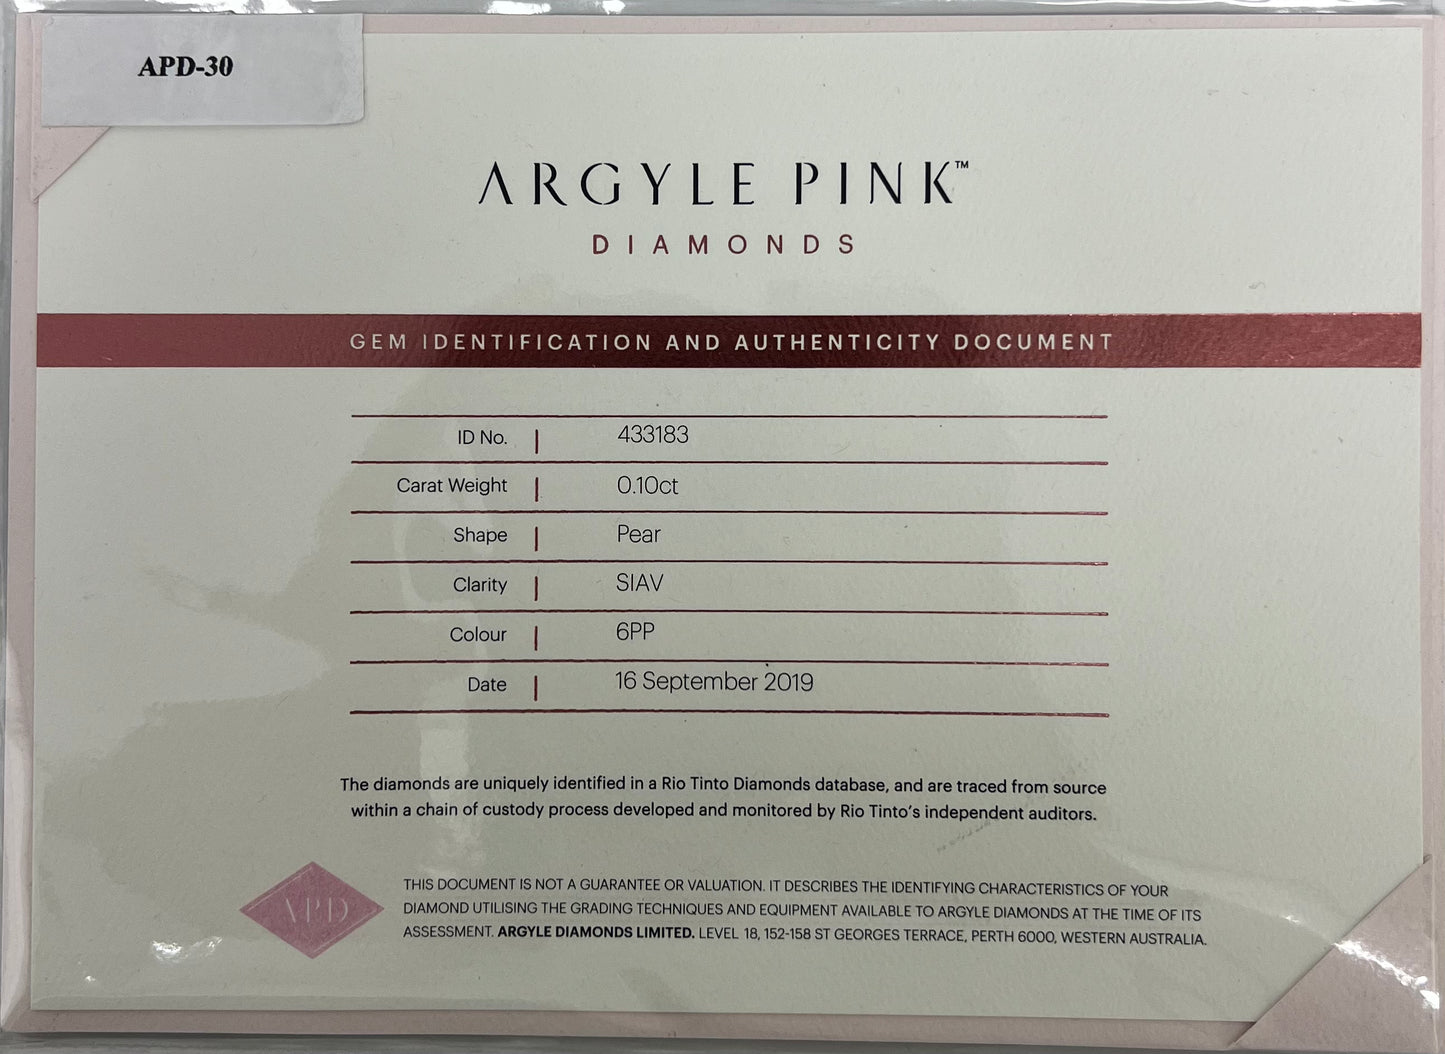 APD-30
ARGYLE PINK™
DIAMONDS
GEM IDENTIFICATION AND AUTHENTICITY DOCUMENT
ID No. | 433183
Carat Weight | 0.10ct
Shape | Pear
Clarity | SIAV
Colour | 6PP
Date | 16 September 2019
The diamonds are uniquely identified in a Rio Tinto Diamonds database, and are traced from source
within a chain of custody process developed and monitored by Rio Tinto's independent auditors.
APD
THIS DOCUMENT IS NOT A GUARANTEE OR VALUATION. IT DESCRIBES THE IDENTIFYING CHARACTERISTICS OF YOUR
DIAMOND UTILISING THE GRADING TECHNIQUES AND EQUIPMENT AVAILABLE TO ARGYLE DIAMONDS AT THE TIME OF ITS
ASSESSMENT. ARGYLE DIAMONDS LIMITED. LEVEL 18, 152-158 ST GEORGES TERRACE, PERTH 6000, WESTERN AUSTRALIA.